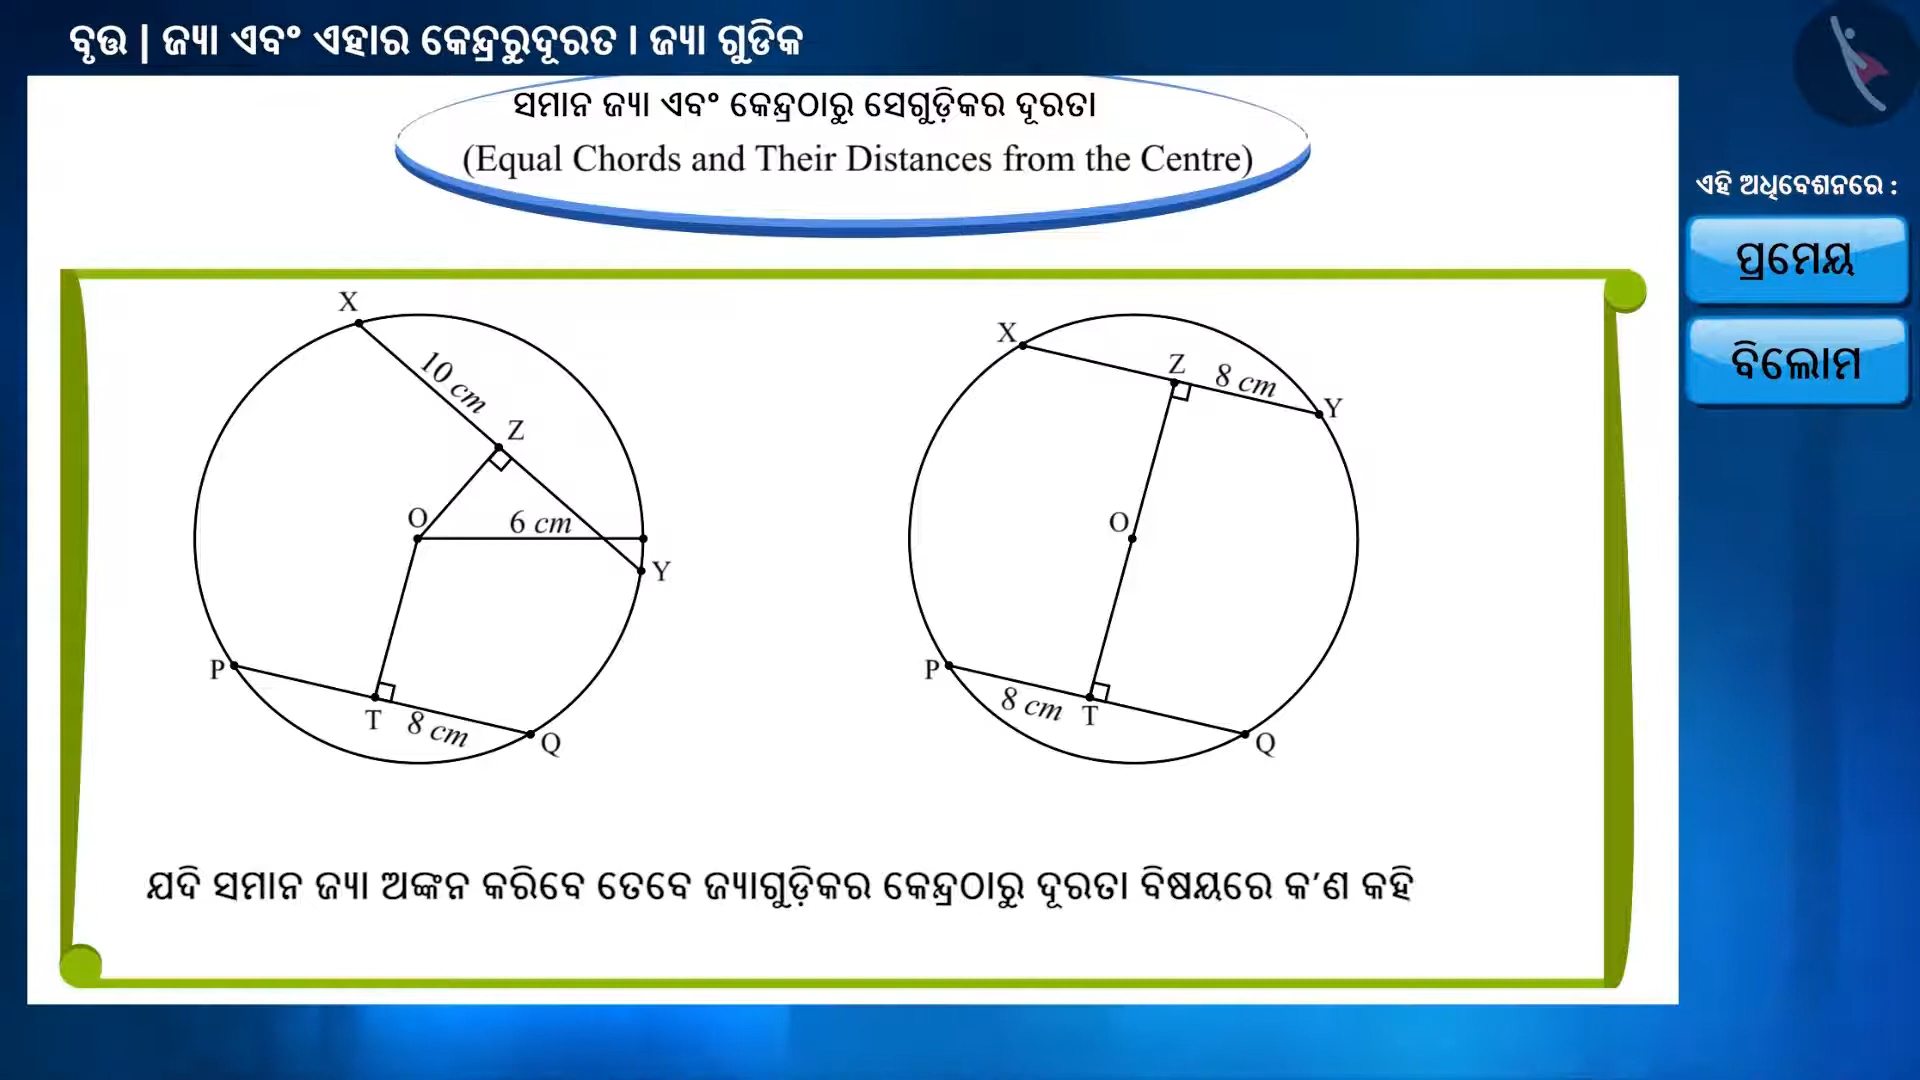 ବୃତ୍ତ | ଜ୍ୟା ଏବଂ ଏହାର କେନ୍ଦ୍ରରୁଦୂରତା । ଜ୍ୟା ଗୁଡିକ
ସମାନ ଜ୍ୟା ଏବଂ କେନ୍ଦ୍ରଠାରୁ ସେଗୁଡ଼ିକର ଦୂରତା
(Equal Chords and Their Distances from the Centre)
ଏହି ଅଧିବେଶନରେ :
ପ୍ରମେୟ
ବିଲୋମ
X
10 cm
Z
O
6 cm
Y
P
T
8 cm
Q
X
Z
8 cm
Y
O
P
8 cm
T
Q
ଯଦି ସମାନ ଜ୍ୟା ଅଙ୍କନ କରିବେ ତେବେ ଜ୍ୟାଗୁଡ଼ିକର କେନ୍ଦ୍ରଠାରୁ ଦୂରତା ବିଷୟରେ କ’ଣ କହି